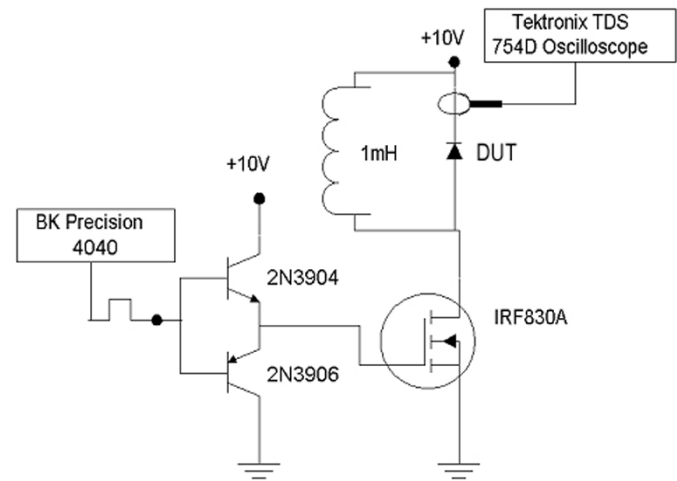 Tektronix TDS
754D Oscilloscope
+10V
1mH
DUT
+10V
BK Precision
4040
2N3904
IRF830A
2N3906